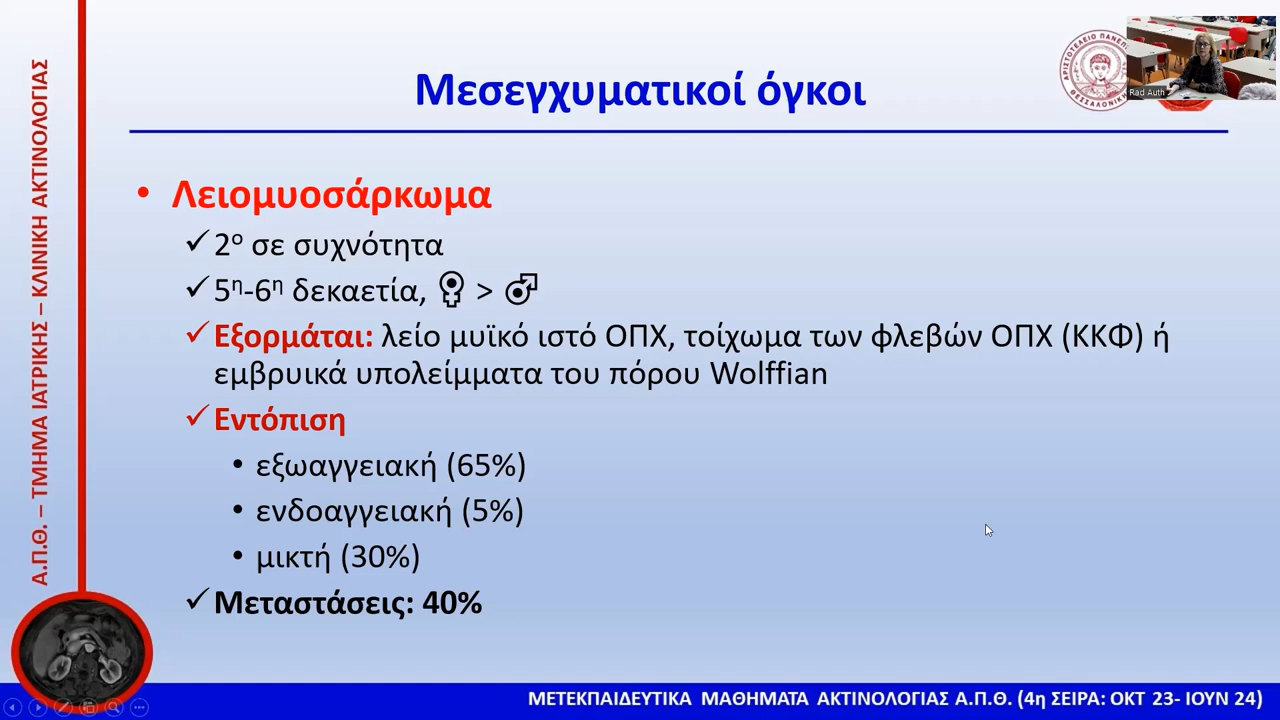 Μεσεγχυματικοί όγκοι
Rad Auth
Α.Π.Θ. – ΤΜΗΜΑ ΙΑΤΡΙΚΗΣ – ΚΛΙΝΙΚΗ ΑΚΤΙΝΟΛΟΓΙΑΣ
• Λειομυοσάρκωμα
✓ 2ο σε συχνότητα
✓ 5η-6η δεκαετία, ♀ > ♂
✓ Εξορμάται: λείο μυϊκό ιστό ΟΠΧ, τοίχωμα των φλεβών ΟΠΧ (ΚΚΦ) ή
εμβρυικά υπολείμματα του πόρου Wolffian
✓ Εντόπιση
• εξωαγγειακή (65%)
• ενδοαγγειακή (5%)
• μικτή (30%)
✓ Μεταστάσεις: 40%
ΜΕΤΕΚΠΑΙΔΕΥΤΙΚΑ ΜΑΘΗΜΑΤΑ ΑΚΤΙΝΟΛΟΓΙΑΣ Α.Π.Θ. (4η ΣΕΙΡΑ: ΟΚΤ 23- ΙΟΥΝ 24)